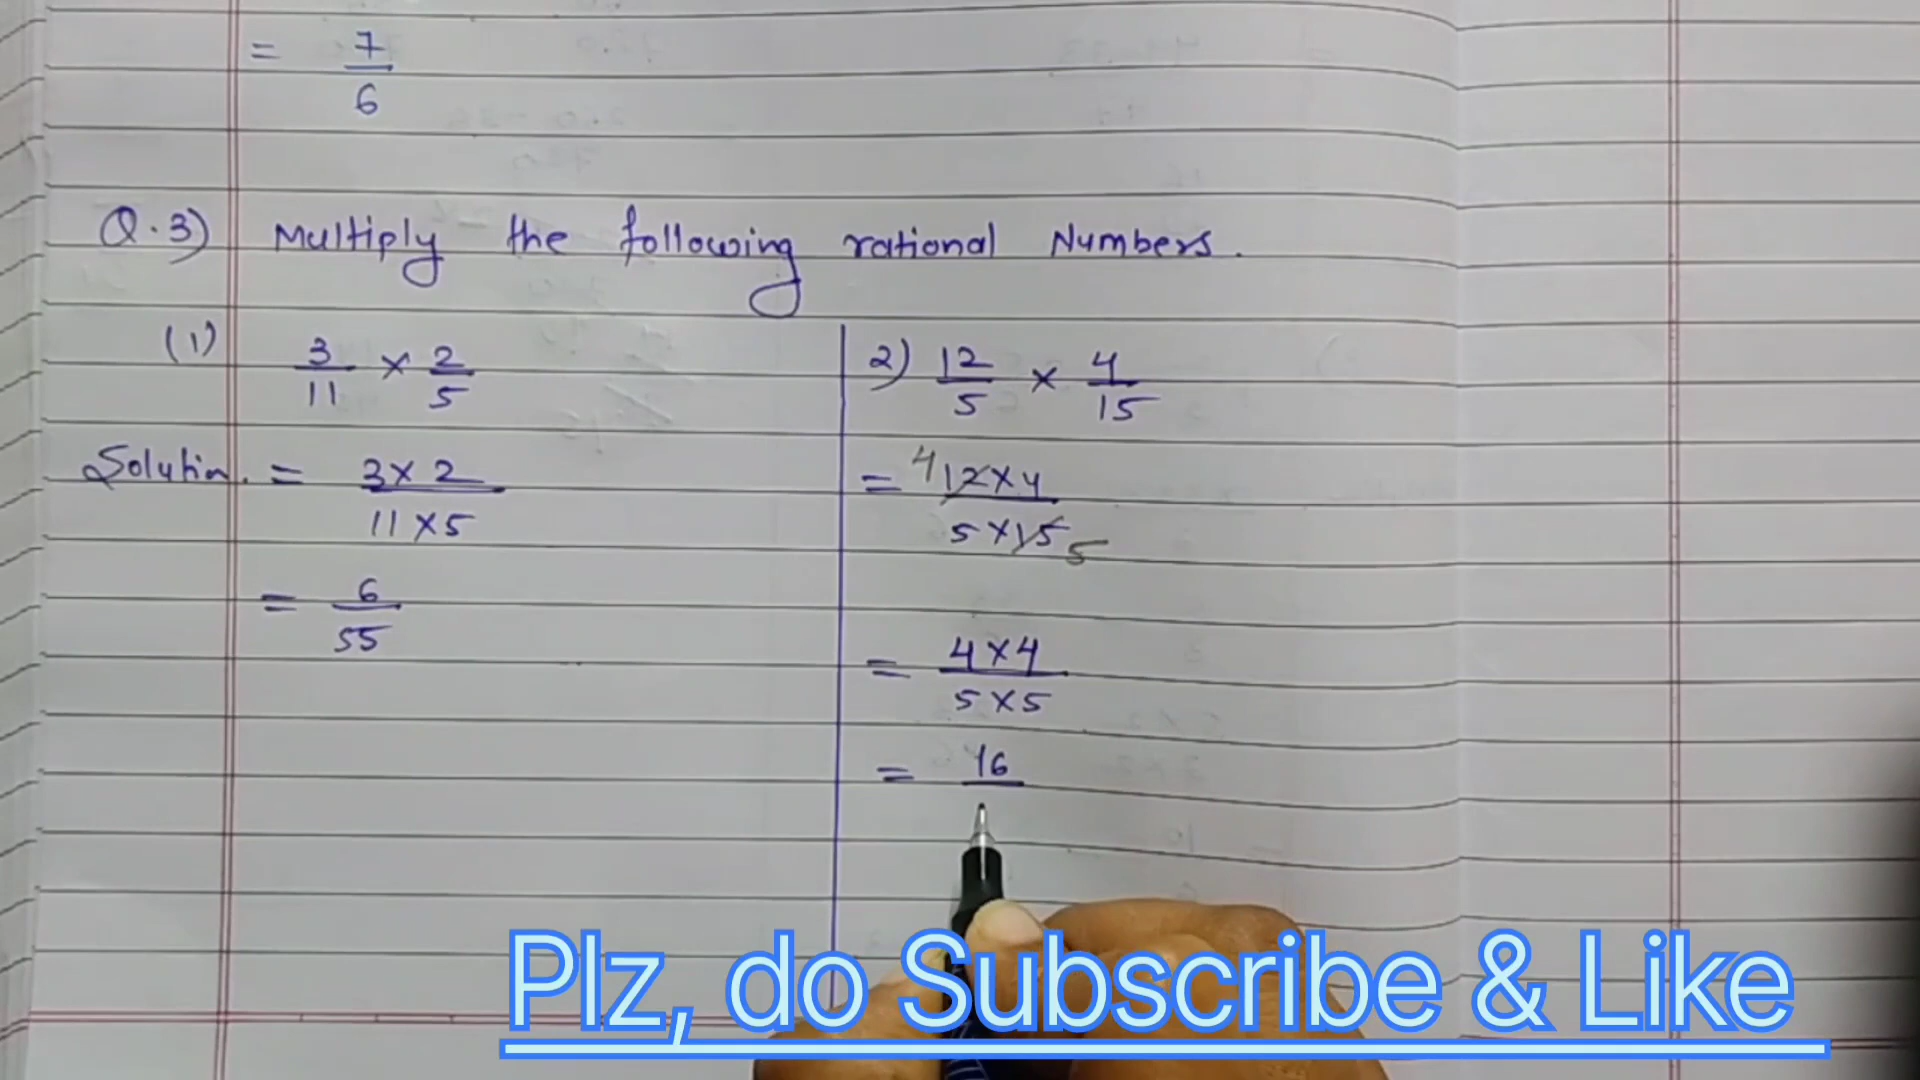 = 7/6
Q.3) Multiply the following rational Numbers.
(1) 3/11 × 2/5
Solution. = 3×2/11×5
= 6/55
2) 12/5 × 4/15
= 4 12×4/5×15 5
= 4×4/5×5
= 16
Plz, do Subscribe & Like